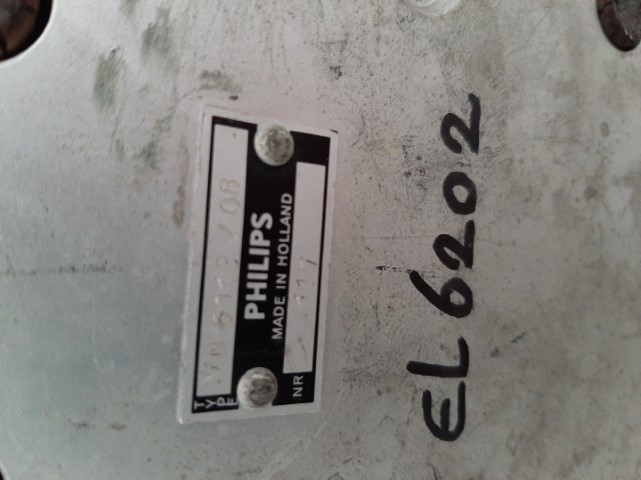 TYPE
PHILIPS
MADE IN HOLLAND
NR
EL6202